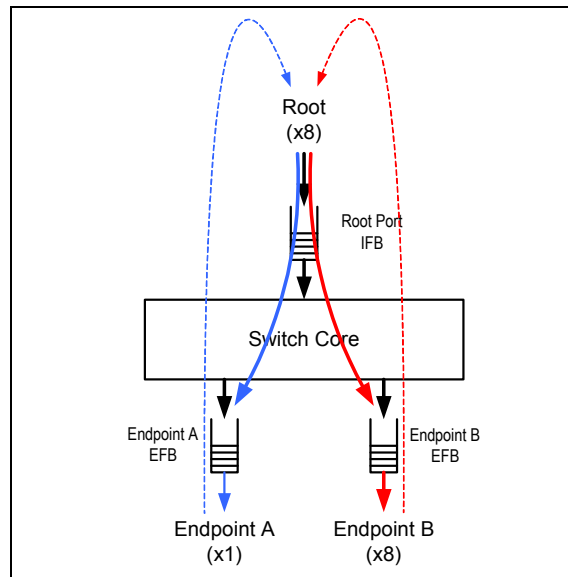 Root
(x8)
Root Port
IFB
Switch Core
Endpoint A
EFB
Endpoint B
EFB
Endpoint A
(x1)
Endpoint B
(x8)